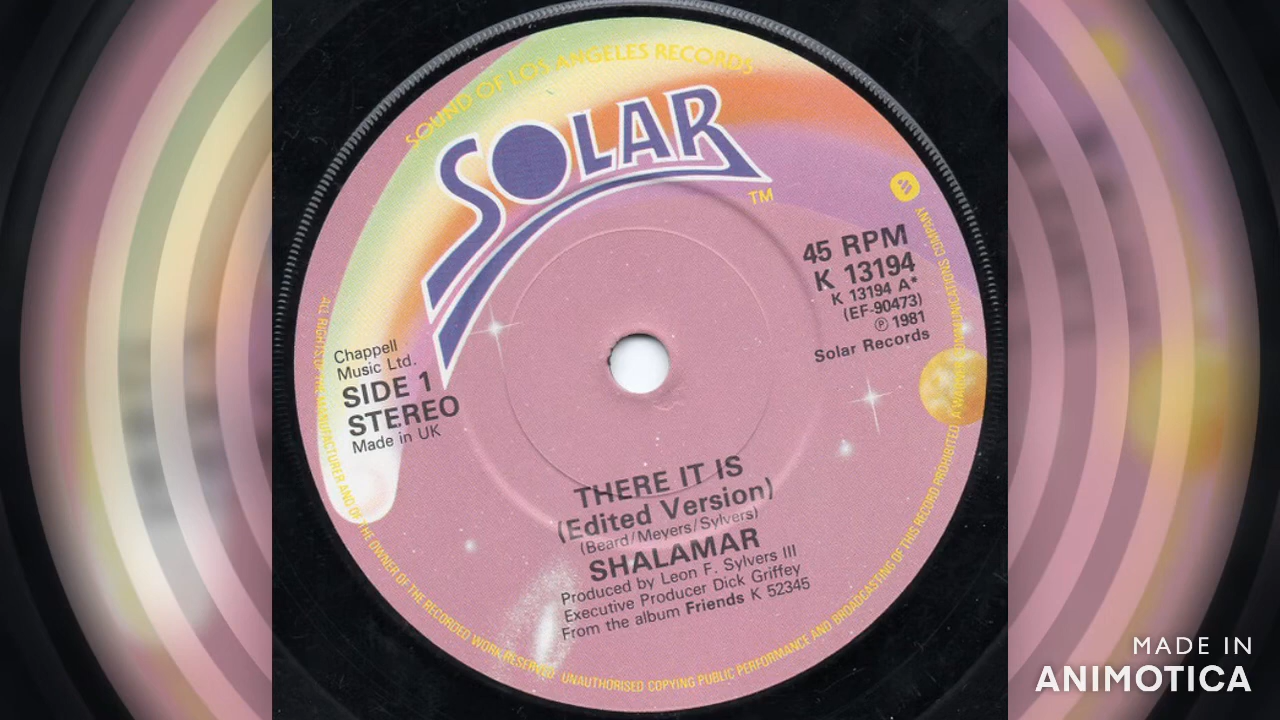 SOUND OF LOS ANGELES RECORDS
SOLAR
TM
45 RPM
K 13194
K 13194 A*
(EF-90473)
℗ 1981
Solar Records
Chappell
Music Ltd.
SIDE 1
STEREO
Made in UK
THERE IT IS
(Edited Version)
(Beard/Meyers/Sylvers)
SHALAMAR
Produced by Leon F. Sylvers III
Executive Producer Dick Griffey
From the album Friends K 52345
ALL RIGHTS OF THE MANUFACTURER AND OF THE OWNER OF THE RECORDED WORK RESERVED UNAUTHORISED COPYING PUBLIC PERFORMANCE AND BROADCASTING OF THIS RECORD PROHIBITED A WARNER COMMUNICATIONS COMPANY
MADE IN
ANIMOTICA